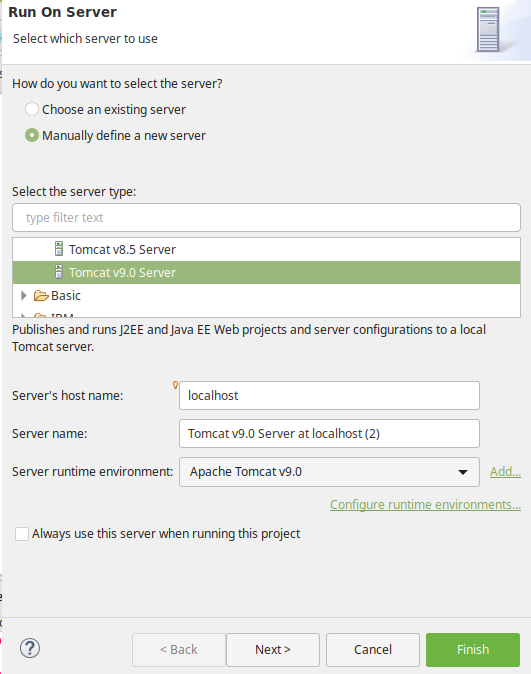 Run On Server
Select which server to use
How do you want to select the server?
Choose an existing server
Manually define a new server
Select the server type:
type filter text
Tomcat v8.5 Server
Tomcat v9.0 Server
Basic
IBM
Publishes and runs J2EE and Java EE Web projects and server configurations to a local
Tomcat server.
Server's host name: localhost
Server name: Tomcat v9.0 Server at localhost (2)
Server runtime environment: Apache Tomcat v9.0 Add...
Configure runtime environments...
Always use this server when running this project
? < Back Next > Cancel Finish